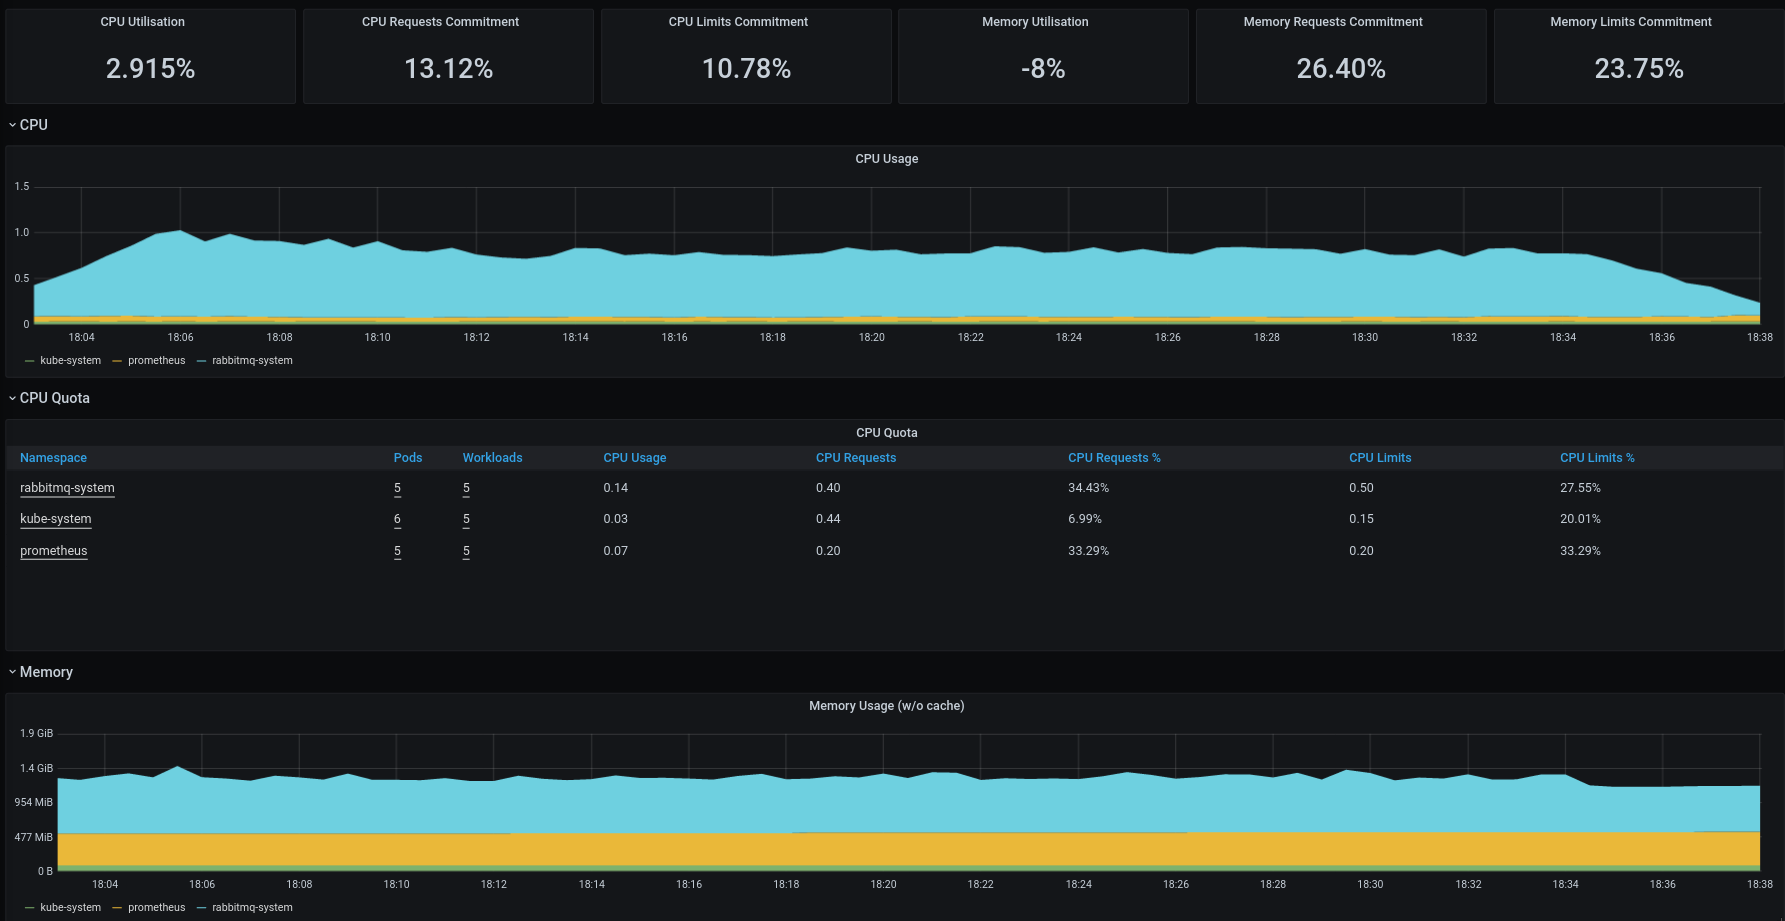 CPU Utilisation CPU Requests Commitment CPU Limits Commitment Memory Utilisation Memory Requests Commitment Memory Limits Commitment
2.915% 13.12% 10.78% -8% 26.40% 23.75%
CPU
CPU Usage
1.5
1.0
0.5
0
18:04 18:06 18:08 18:10 18:12 18:14 18:16 18:18 18:20 18:22 18:24 18:26 18:28 18:30 18:32 18:34 18:36 18:38
kube-system prometheus rabbitmq-system
CPU Quota
CPU Quota
Namespace Pods Workloads CPU Usage CPU Requests CPU Requests % CPU Limits CPU Limits %
rabbitmq-system 5 5 0.14 0.40 34.43% 0.50 27.55%
kube-system 6 5 0.03 0.44 6.99% 0.15 20.01%
prometheus 5 5 0.07 0.20 33.29% 0.20 33.29%
Memory
Memory Usage (w/o cache)
1.9 GiB
1.4 GiB
954 MiB
477 MiB
0 B
18:04 18:06 18:08 18:10 18:12 18:14 18:16 18:18 18:20 18:22 18:24 18:26 18:28 18:30 18:32 18:34 18:36 18:38
kube-system prometheus rabbitmq-system